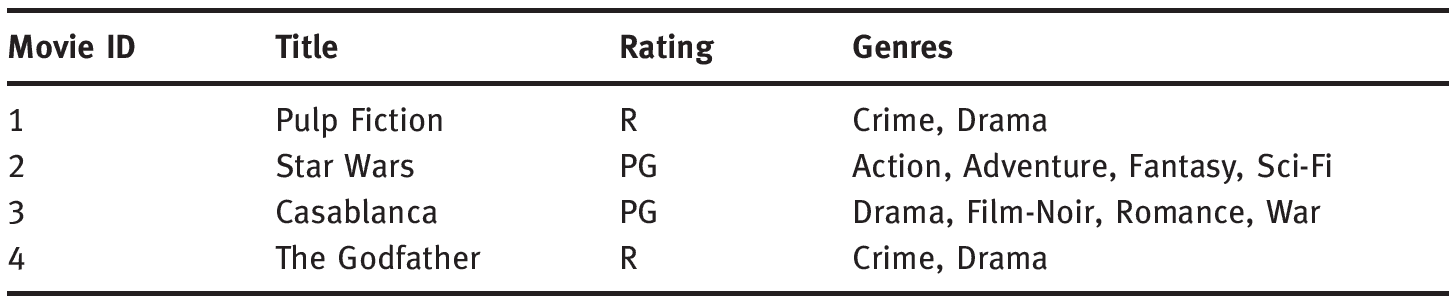 Movie ID Title Rating Genres
1 Pulp Fiction R Crime, Drama
2 Star Wars PG Action, Adventure, Fantasy, Sci-Fi
3 Casablanca PG Drama, Film-Noir, Romance, War
4 The Godfather R Crime, Drama